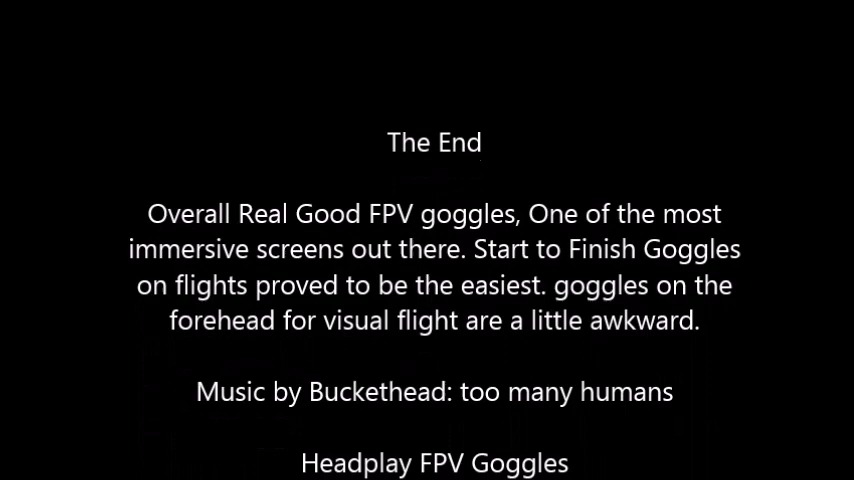 The End
Overall Real Good FPV goggles, One of the most
immersive screens out there. Start to Finish Goggles
on flights proved to be the easiest. goggles on the
forehead for visual flight are a little awkward.
Music by Buckethead: too many humans
Headplay FPV Goggles